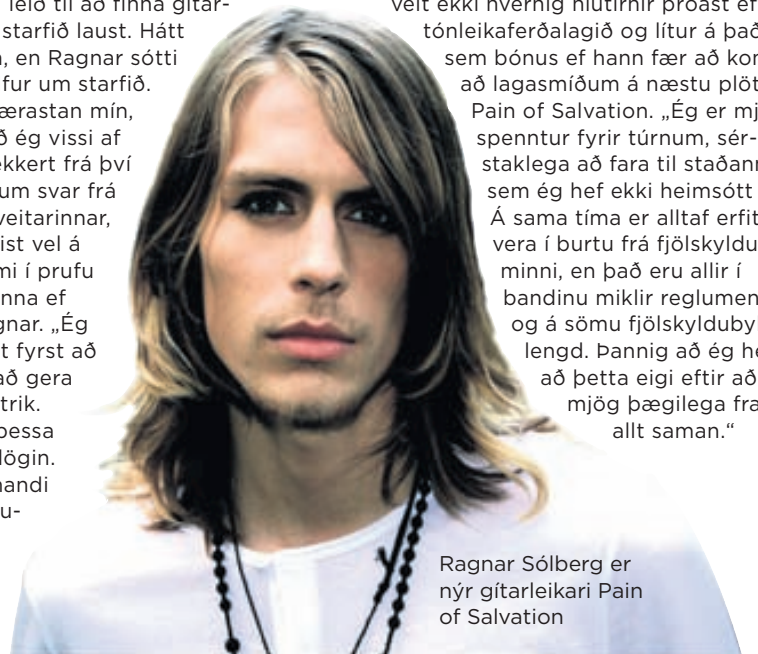 leið til að finna gítar-
starfið laust. Hátt
en Ragnar sótti
fur um starfið.
ærastan mín,
ð ég vissi af
ekkert frá því
um svar frá
veitarinnar,
ist vel á
mi í prufu
nna ef
gnar. „Ég
t fyrst að
að gera
trik.
þessa
lögin.
nandi
u-
veit ekki hvernig hlutirnir þróast ef
tónleikaferðalagið og lítur á það
sem bónus ef hann fær að kor
að lagasmíðum á næstu plöt
Pain of Salvation. „Ég er mj
spenntur fyrir túrnum, sér-
staklega að fara til staðann
sem ég hef ekki heimsótt
Á sama tíma er alltaf erfit
vera í burtu frá fjölskyldu
minni, en það eru allir í
bandinu miklir reglumen
og á sömu fjölskyldubyl
lengd. Þannig að ég he
að þetta eigi eftir að
mjög þægilega fra
allt saman.“
Ragnar Sólberg er
nýr gítarleikari Pain
of Salvation